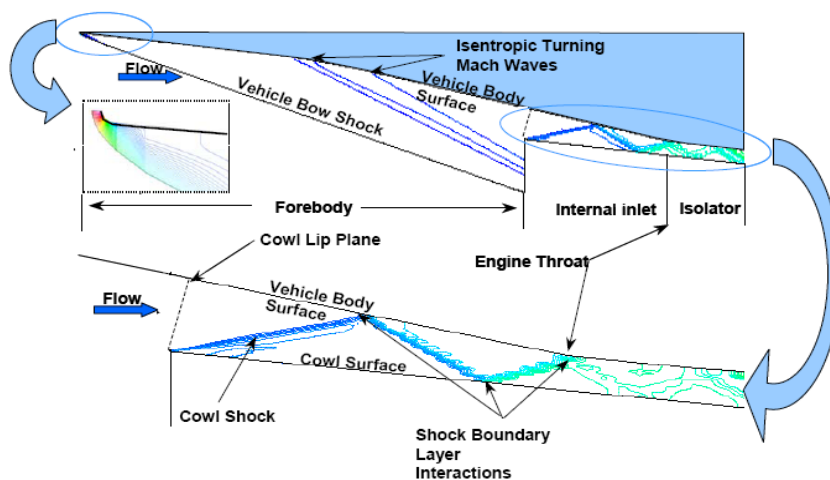 Isentropic Turning
Mach Waves
Flow
Vehicle Bow Shock
Vehicle Body
Surface
Forebody
Internal inlet
Isolator
Cowl Lip Plane
Engine Throat
Flow
Vehicle Body
Surface
Cowl Surface
Cowl Shock
Shock Boundary
Layer
Interactions